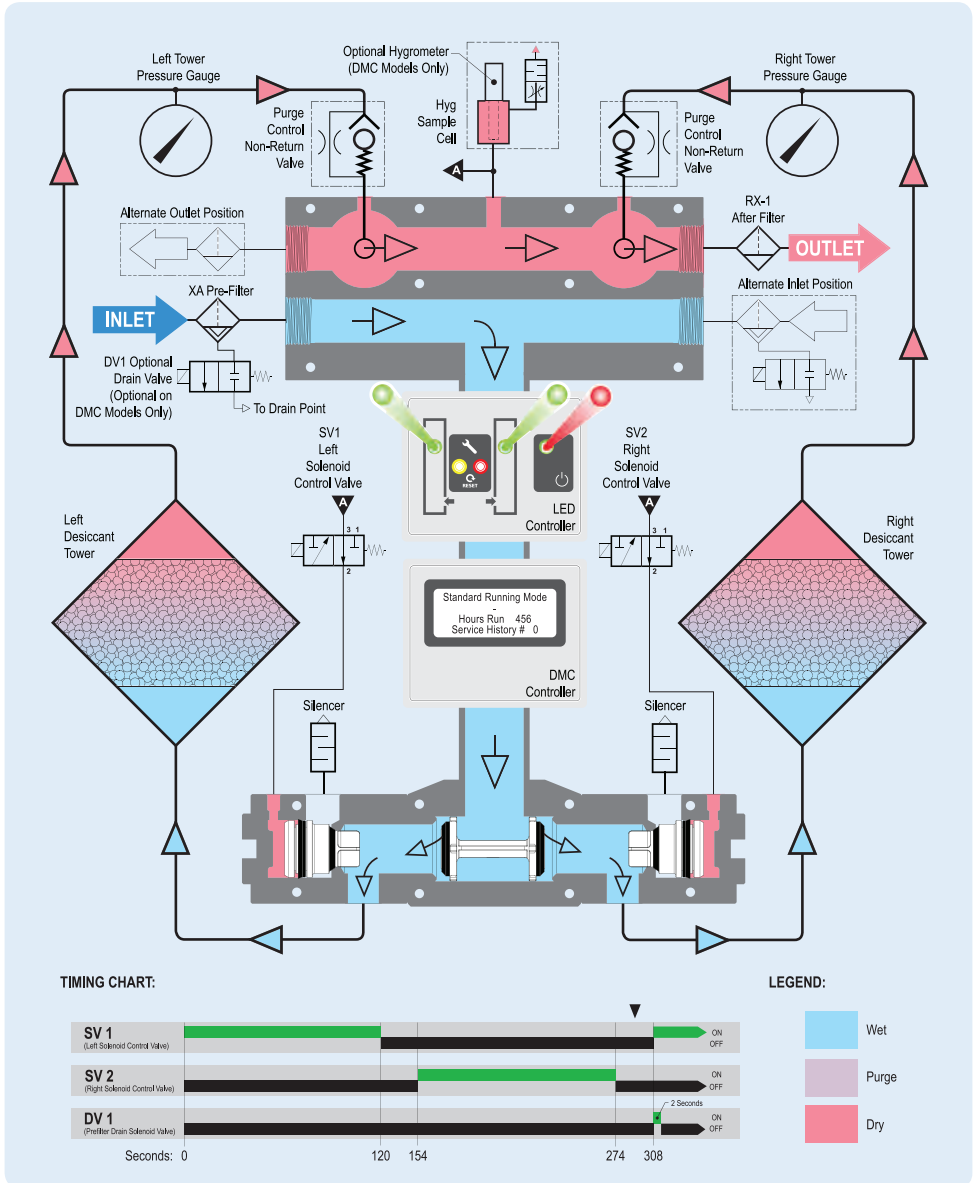 Left Tower
Pressure Gauge
Optional Hygrometer
(DMC Models Only)
Right Tower
Pressure Gauge
Purge
Control
Non-Return
Valve
Hyg
Sample
Cell
Purge
Control
Non-Return
Valve
A
Alternate Outlet Position
RX-1
After Filter
OUTLET
XA Pre-Filter
Alternate Inlet Position
INLET
DV1 Optional
Drain Valve
(Optional on
DMC Models Only)
To Drain Point
SV1
Left
Solenoid
Control Valve
A
3 1
2
RESET
LED
Controller
SV2
Right
Solenoid
Control Valve
A
3 1
2
Left
Desiccant
Tower
Right
Desiccant
Tower
Standard Running Mode
-
Hours Run 456
Service History # 0
DMC
Controller
Silencer
Silencer
TIMING CHART:
LEGEND:
SV 1
(Left Solenoid Control Valve)
ON
OFF
SV 2
(Right Solenoid Control Valve)
ON
OFF
DV 1
(Prefilter Drain Solenoid Valve)
2 Seconds
ON
OFF
Seconds: 0 120 154 274 308
Wet
Purge
Dry